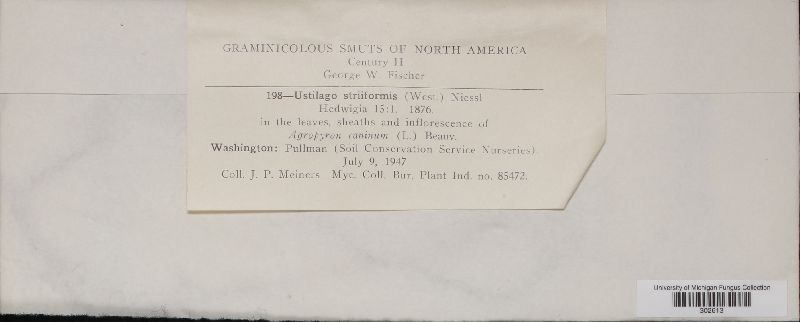 GRAMINICOLOUS SMUTS OF NORTH AMERICA
Century II
George W. Fischer
198—Ustilago striiformis (West.) Niessl
Hedwigia 15:1. 1876.
in the leaves, sheaths and inflorescence of
Agropyron caninum (L.) Beauv.
Washington: Pullman (Soil Conservation Service Nurseries).
July 9, 1947
Coll. J. P. Meiners Myc. Coll. Bur. Plant Ind. no. 85472.
University of Michigan Fungus Collection
302613